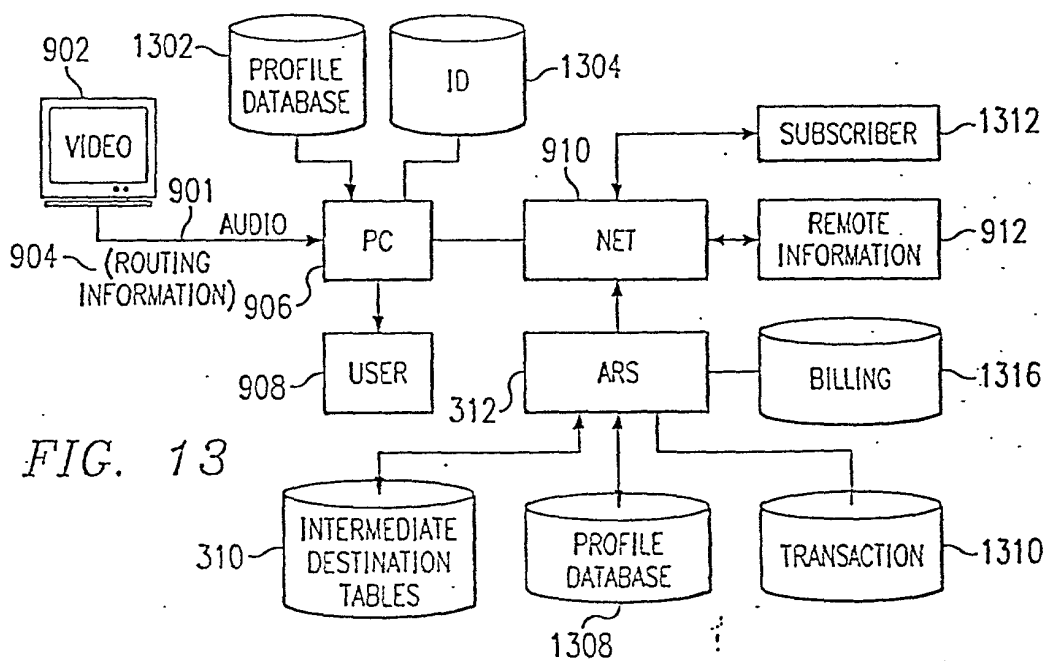 902
VIDEO
901
AUDIO
904
(ROUTING
INFORMATION)
1302
PROFILE
DATABASE
ID
1304
PC
906
USER
908
910
NET
SUBSCRIBER
1312
REMOTE
INFORMATION
912
ARS
312
BILLING
1316
FIG. 13
310
INTERMEDIATE
DESTINATION
TABLES
PROFILE
DATABASE
1308
TRANSACTION
1310